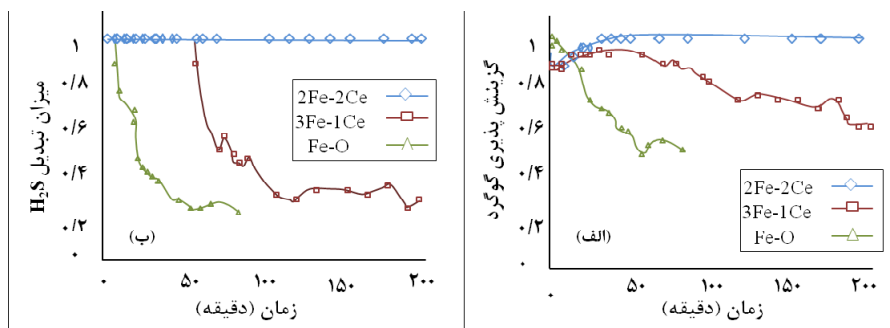 گزینش پذیری گوگرد
۱
۰/۸
۰/۶
۰/۴
۰/۲
۰
2Fe-2Ce
3Fe-1Ce
Fe-O
(الف)
۰ ۵۰ ۱۰۰ ۱۵۰ ۲۰۰
زمان (دقیقه)
میزان تبدیل H₂S
۱
۰/۸
۰/۶
۰/۴
۰/۲
۰
2Fe-2Ce
3Fe-1Ce
Fe-O
(ب)
۰ ۵۰ ۱۰۰ ۱۵۰ ۲۰۰
زمان (دقیقه)